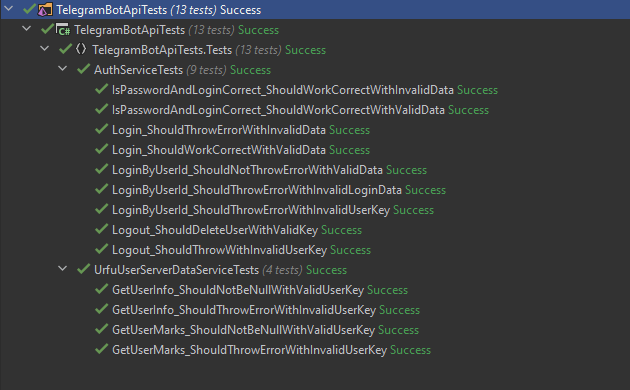 TelegramBotApiTests (13 tests) Success
C# TelegramBotApiTests (13 tests) Success
{} TelegramBotApiTests.Tests (13 tests) Success
AuthServiceTests (9 tests) Success
IsPasswordAndLoginCorrect_ShouldWorkCorrectWithInvalidData Success
IsPasswordAndLoginCorrect_ShouldWorkCorrectWithValidData Success
Login_ShouldThrowErrorWithInvalidData Success
Login_ShouldWorkCorrectWithValidData Success
LoginByUserId_ShouldNotThrowErrorWithValidData Success
LoginByUserId_ShouldThrowErrorWithInvalidLoginData Success
LoginByUserId_ShouldThrowErrorWithInvalidUserKey Success
Logout_ShouldDeleteUserWithValidKey Success
Logout_ShouldThrowWithInvalidUserKey Success
UrfuUserServerDataServiceTests (4 tests) Success
GetUserInfo_ShouldNotBeNullWithValidUserKey Success
GetUserInfo_ShouldThrowErrorWithInvalidUserKey Success
GetUserMarks_ShouldNotBeNullWithValidUserKey Success
GetUserMarks_ShouldThrowErrorWithInvalidUserKey Success